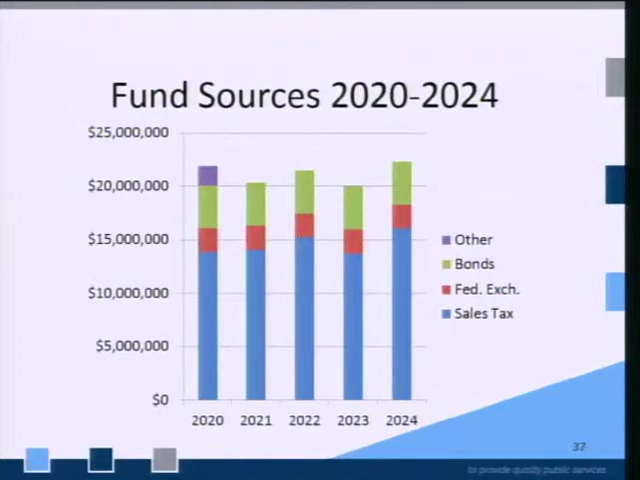 Fund Sources 2020-2024
$25,000,000
$20,000,000
$15,000,000
$10,000,000
$5,000,000
$0
2020 2021 2022 2023 2024
Other
Bonds
Fed. Exch.
Sales Tax
37
to provide quality public services